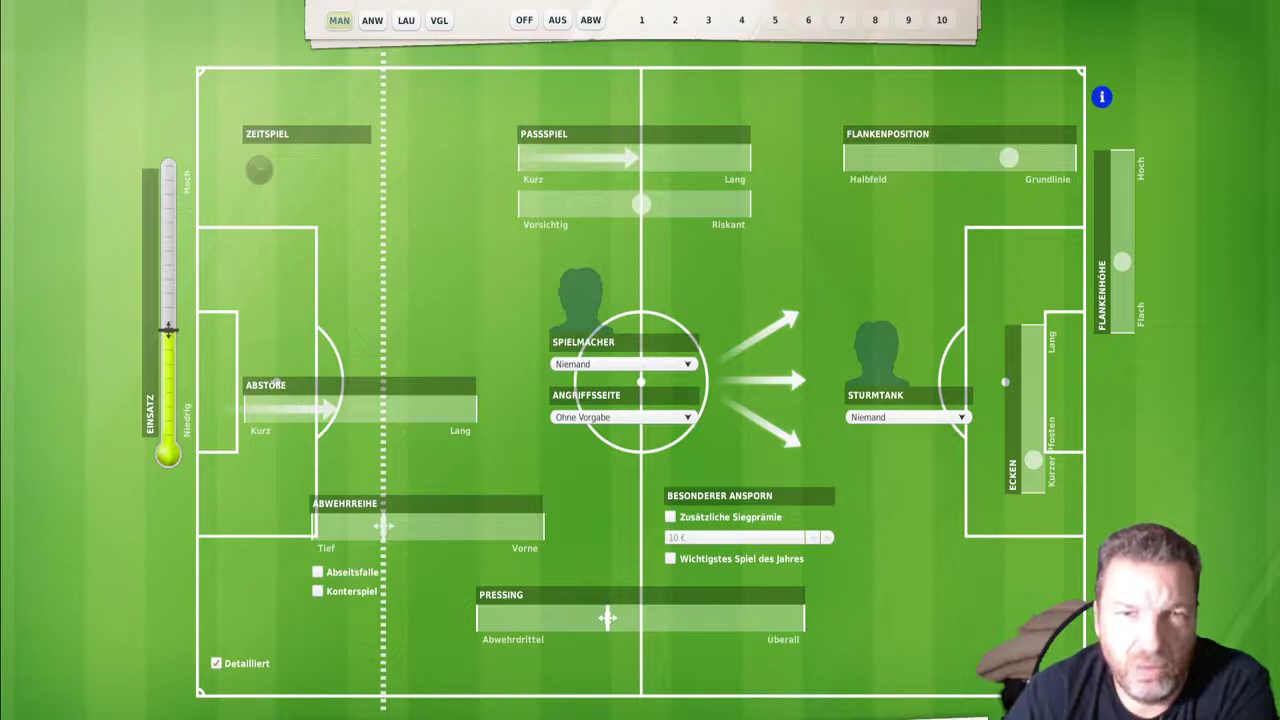 MAN ANW LAU VGL OFF AUS ABW 1 2 3 4 5 6 7 8 9 10
i
ZEITSPIEL
PASSSPIEL
Kurz Lang
Vorsichtig Riskant
FLANKENPOSITION
Halbfeld Grundlinie
Hoch
FLANKENHÖHE
Flach
Hoch
EINSATZ
Niedrig
SPIELMACHER
Niemand
ANGRIFFSSEITE
Ohne Vorgabe
STURMTANK
Niemand
Lang
ECKEN
Kurzer Pfosten
ABSTÖßE
Kurz Lang
ABWEHRREIHE
Tief Vorne
Abseitsfalle
Konterspiel
BESONDERER ANSPORN
Zusätzliche Siegprämie
10 €
Wichtigstes Spiel des Jahres
PRESSING
Abwehrdrittel Überall
Detailliert